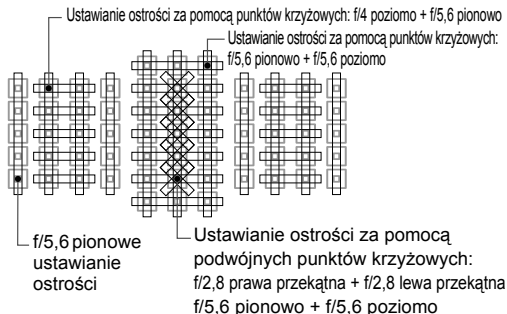 Ustawianie ostrości za pomocą punktów krzyżowych: f/4 poziomo + f/5,6 pionowo
Ustawianie ostrości za pomocą punktów krzyżowych:
f/5,6 pionowo + f/5,6 poziomo
f/5,6 pionowe
ustawianie
ostrości
Ustawianie ostrości za pomocą
podwójnych punktów krzyżowych:
f/2,8 prawa przekątna + f/2,8 lewa przekątna
f/5,6 pionowo + f/5,6 poziomo